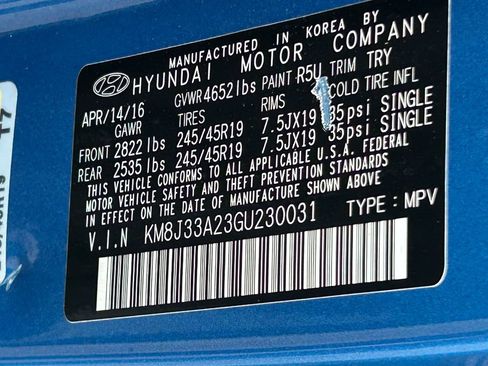 MANUFACTURED IN KOREA BY
HYUNDAI MOTOR COMPANY
APR/14/16 GVWR 4652 lbs PAINT R5U TRIM TRY
GAWR TIRES RIMS COLD TIRE INFL
FRONT 2822 lbs 245/45R19 7.5JX19 35psi SINGLE
REAR 2535 lbs 245/45R19 7.5JX19 35psi SINGLE
THIS VEHICLE CONFORMS TO ALL APPLICABLE U.S.A. FEDERAL
MOTOR VEHICLE SAFETY AND THEFT PREVENTION STANDARDS
IN EFFECT ON THE DATE OF MANUFACTURE SHOWN ABOVE.
V.I.N KM8J33A23GU230031 TYPE : MPV